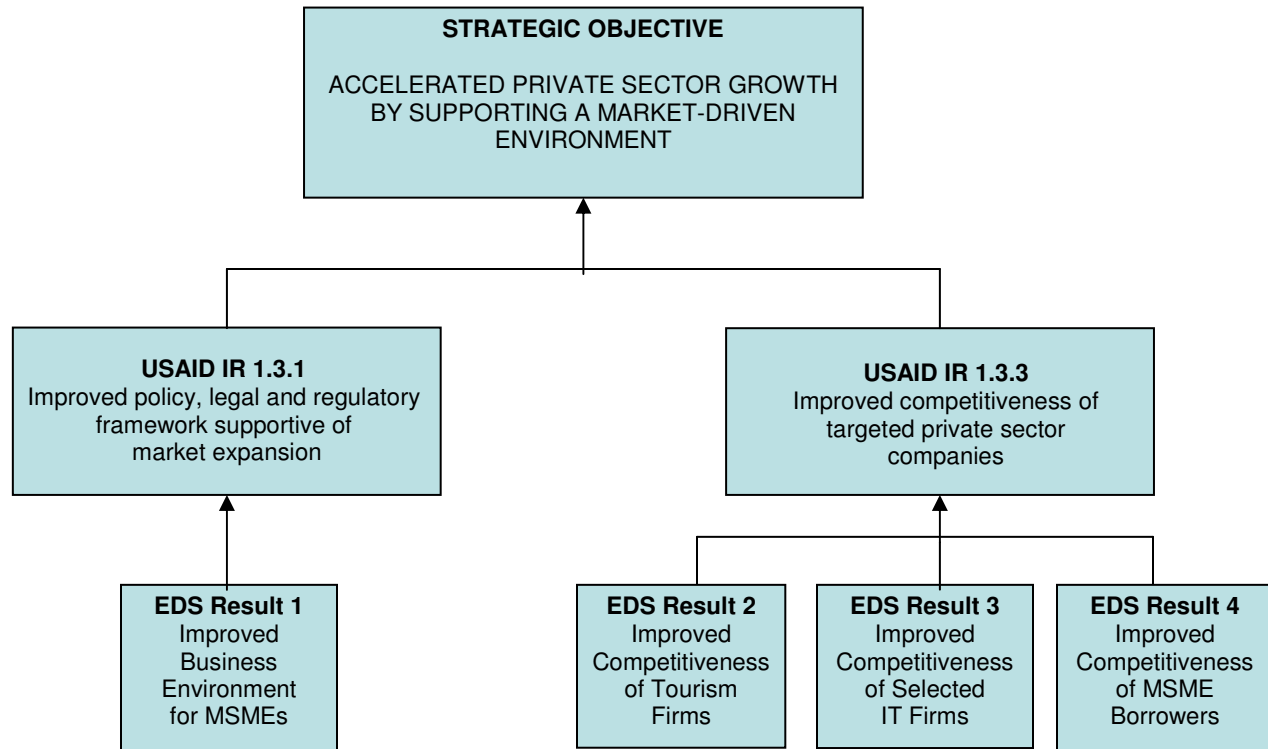 STRATEGIC OBJECTIVE
ACCELERATED PRIVATE SECTOR GROWTH
BY SUPPORTING A MARKET-DRIVEN
ENVIRONMENT
USAID IR 1.3.1
Improved policy, legal and regulatory
framework supportive of
market expansion
USAID IR 1.3.3
Improved competitiveness of
targeted private sector
companies
EDS Result 1
Improved
Business
Environment
for MSMEs
EDS Result 2
Improved
Competitiveness
of Tourism
Firms
EDS Result 3
Improved
Competitiveness
of Selected
IT Firms
EDS Result 4
Improved
Competitiveness
of MSME
Borrowers